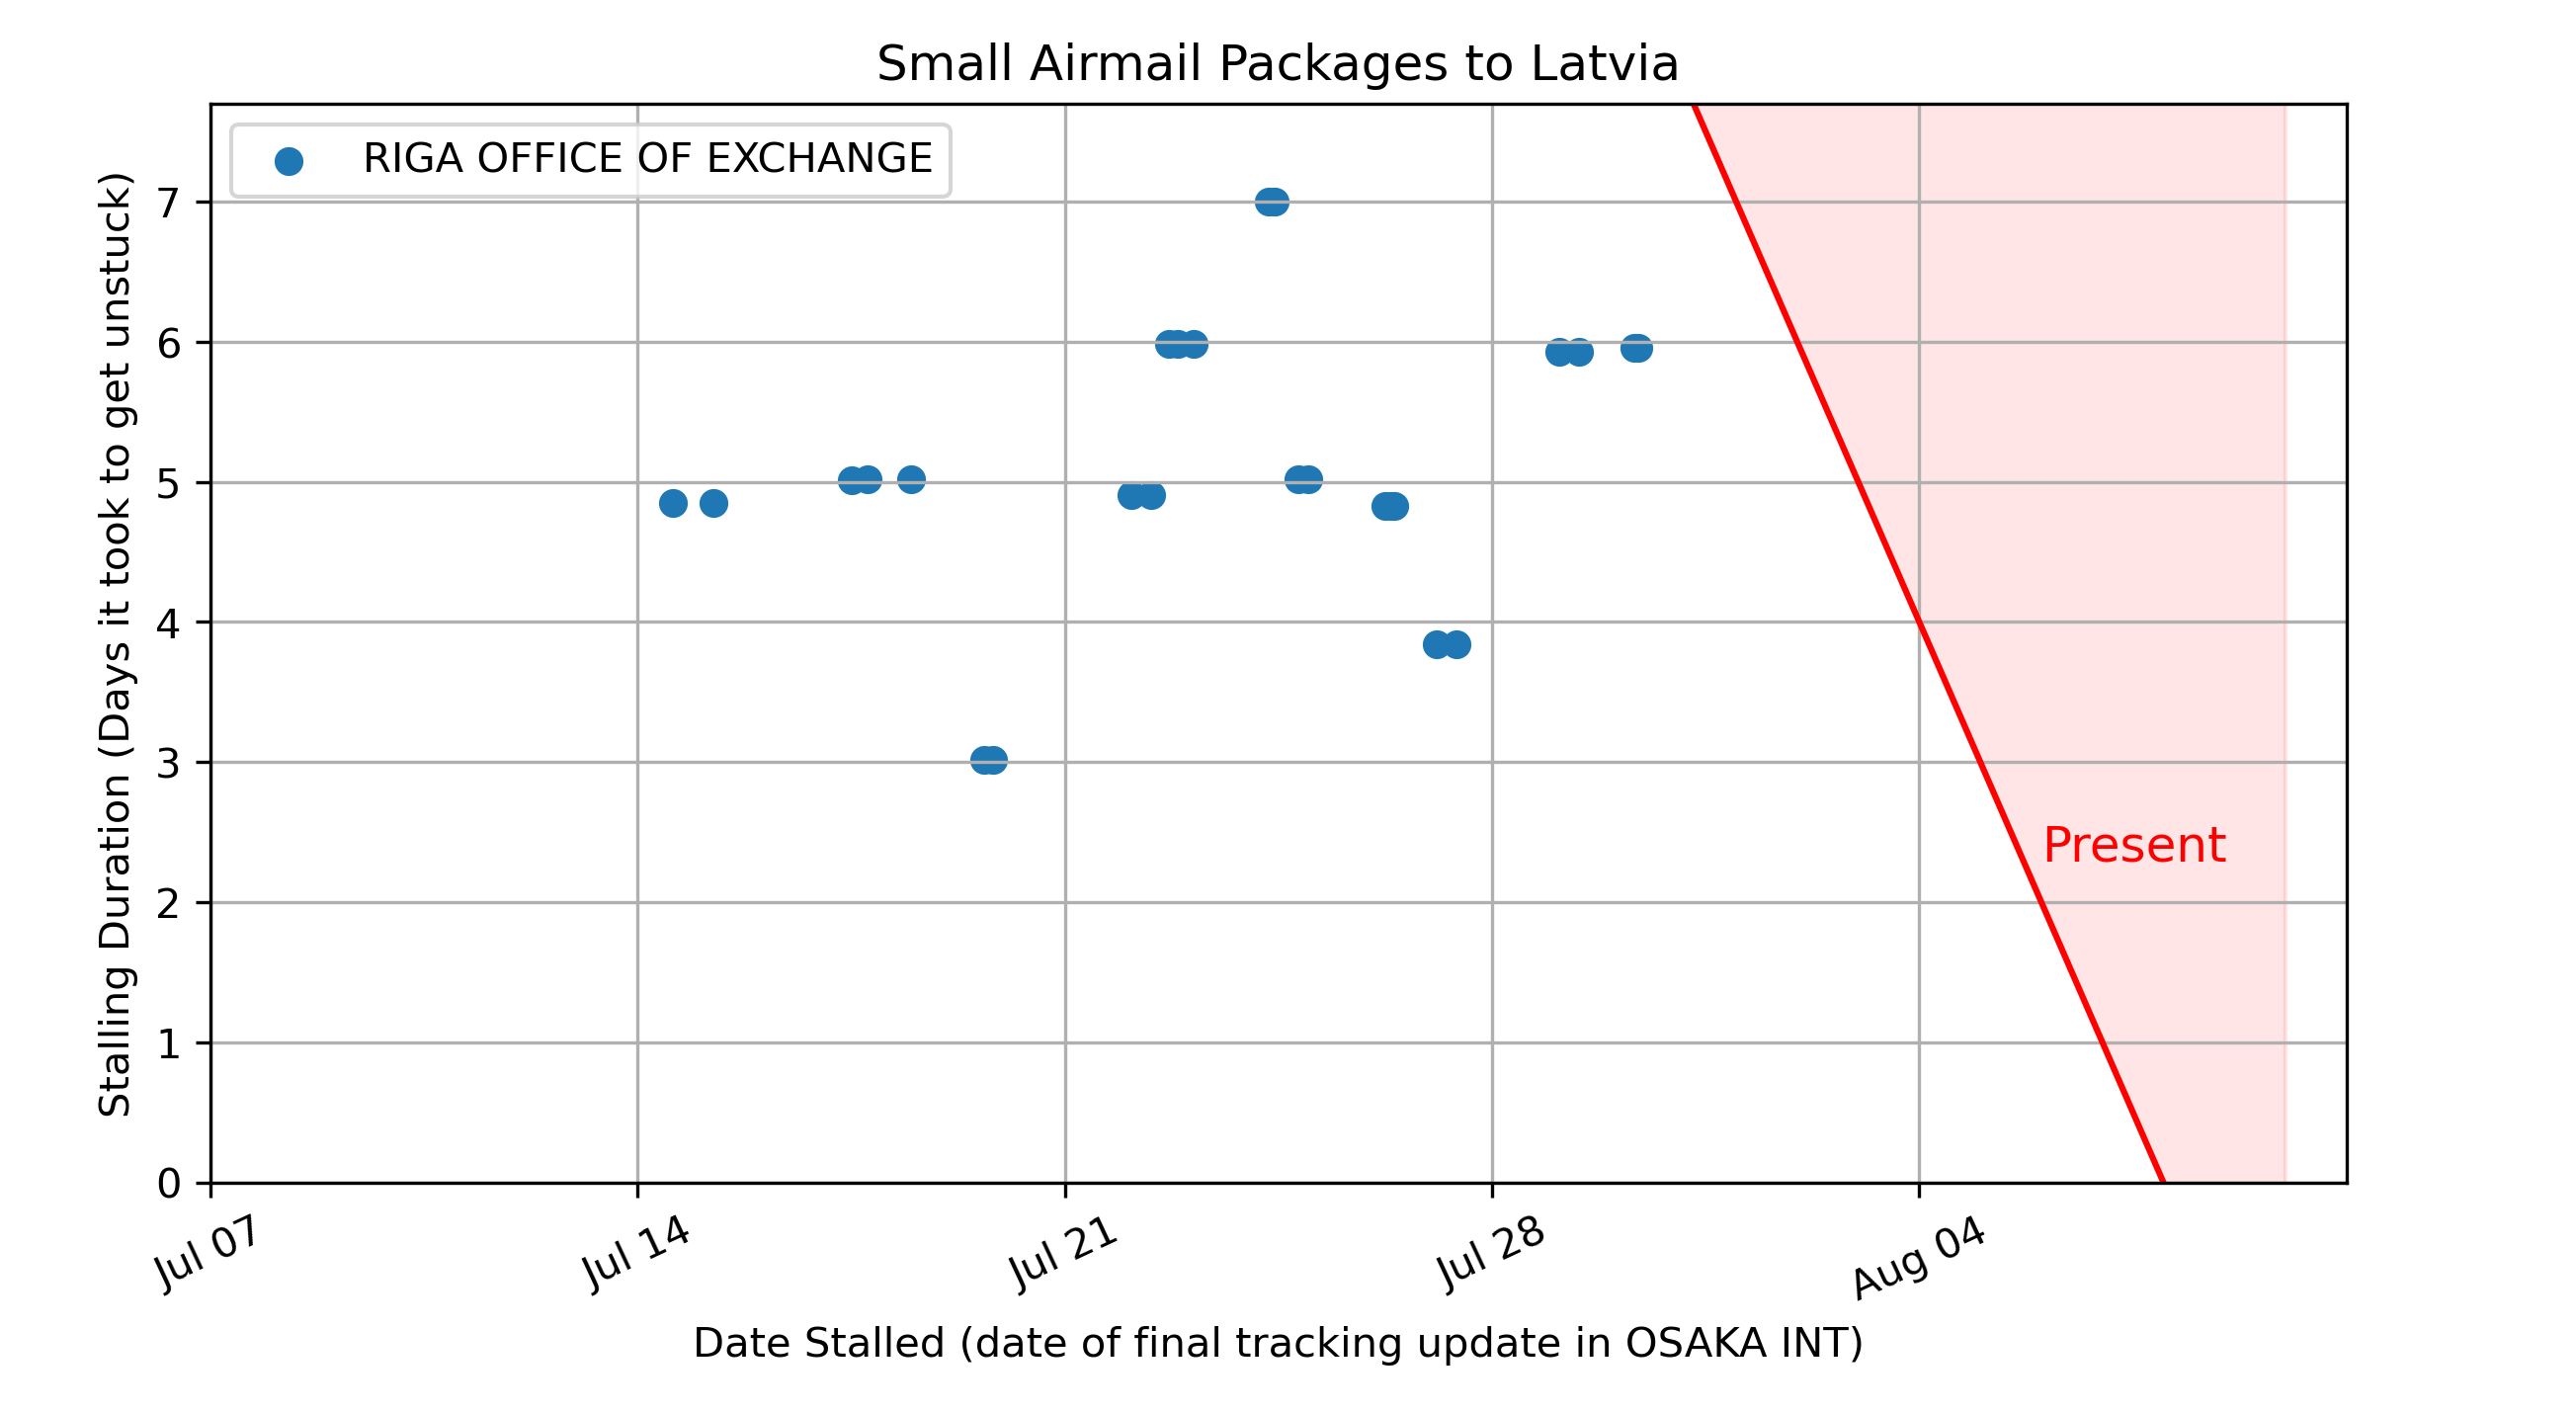 Small Airmail Packages to Latvia
RIGA OFFICE OF EXCHANGE
Stalling Duration (Days it took to get unstuck)
7
6
5
4
3
2
1
0
Present
Jul 07
Jul 14
Jul 21
Jul 28
Aug 04
Date Stalled (date of final tracking update in OSAKA INT)